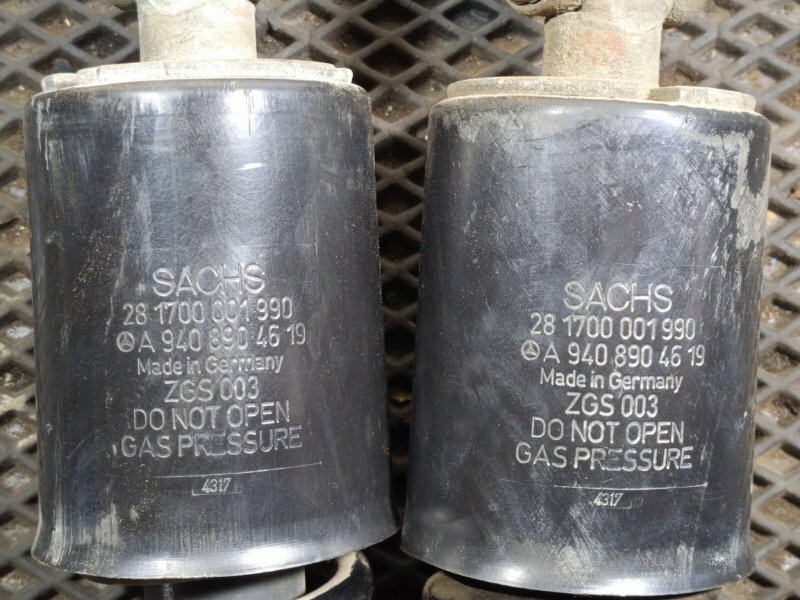 SACHS
28 1700 001 990
A 940 890 46 19
Made in Germany
ZGS 003
DO NOT OPEN
GAS PRESSURE
4317
SACHS
28 1700 001 990
A 940 890 46 19
Made in Germany
ZGS 003
DO NOT OPEN
GAS PRESSURE
4317